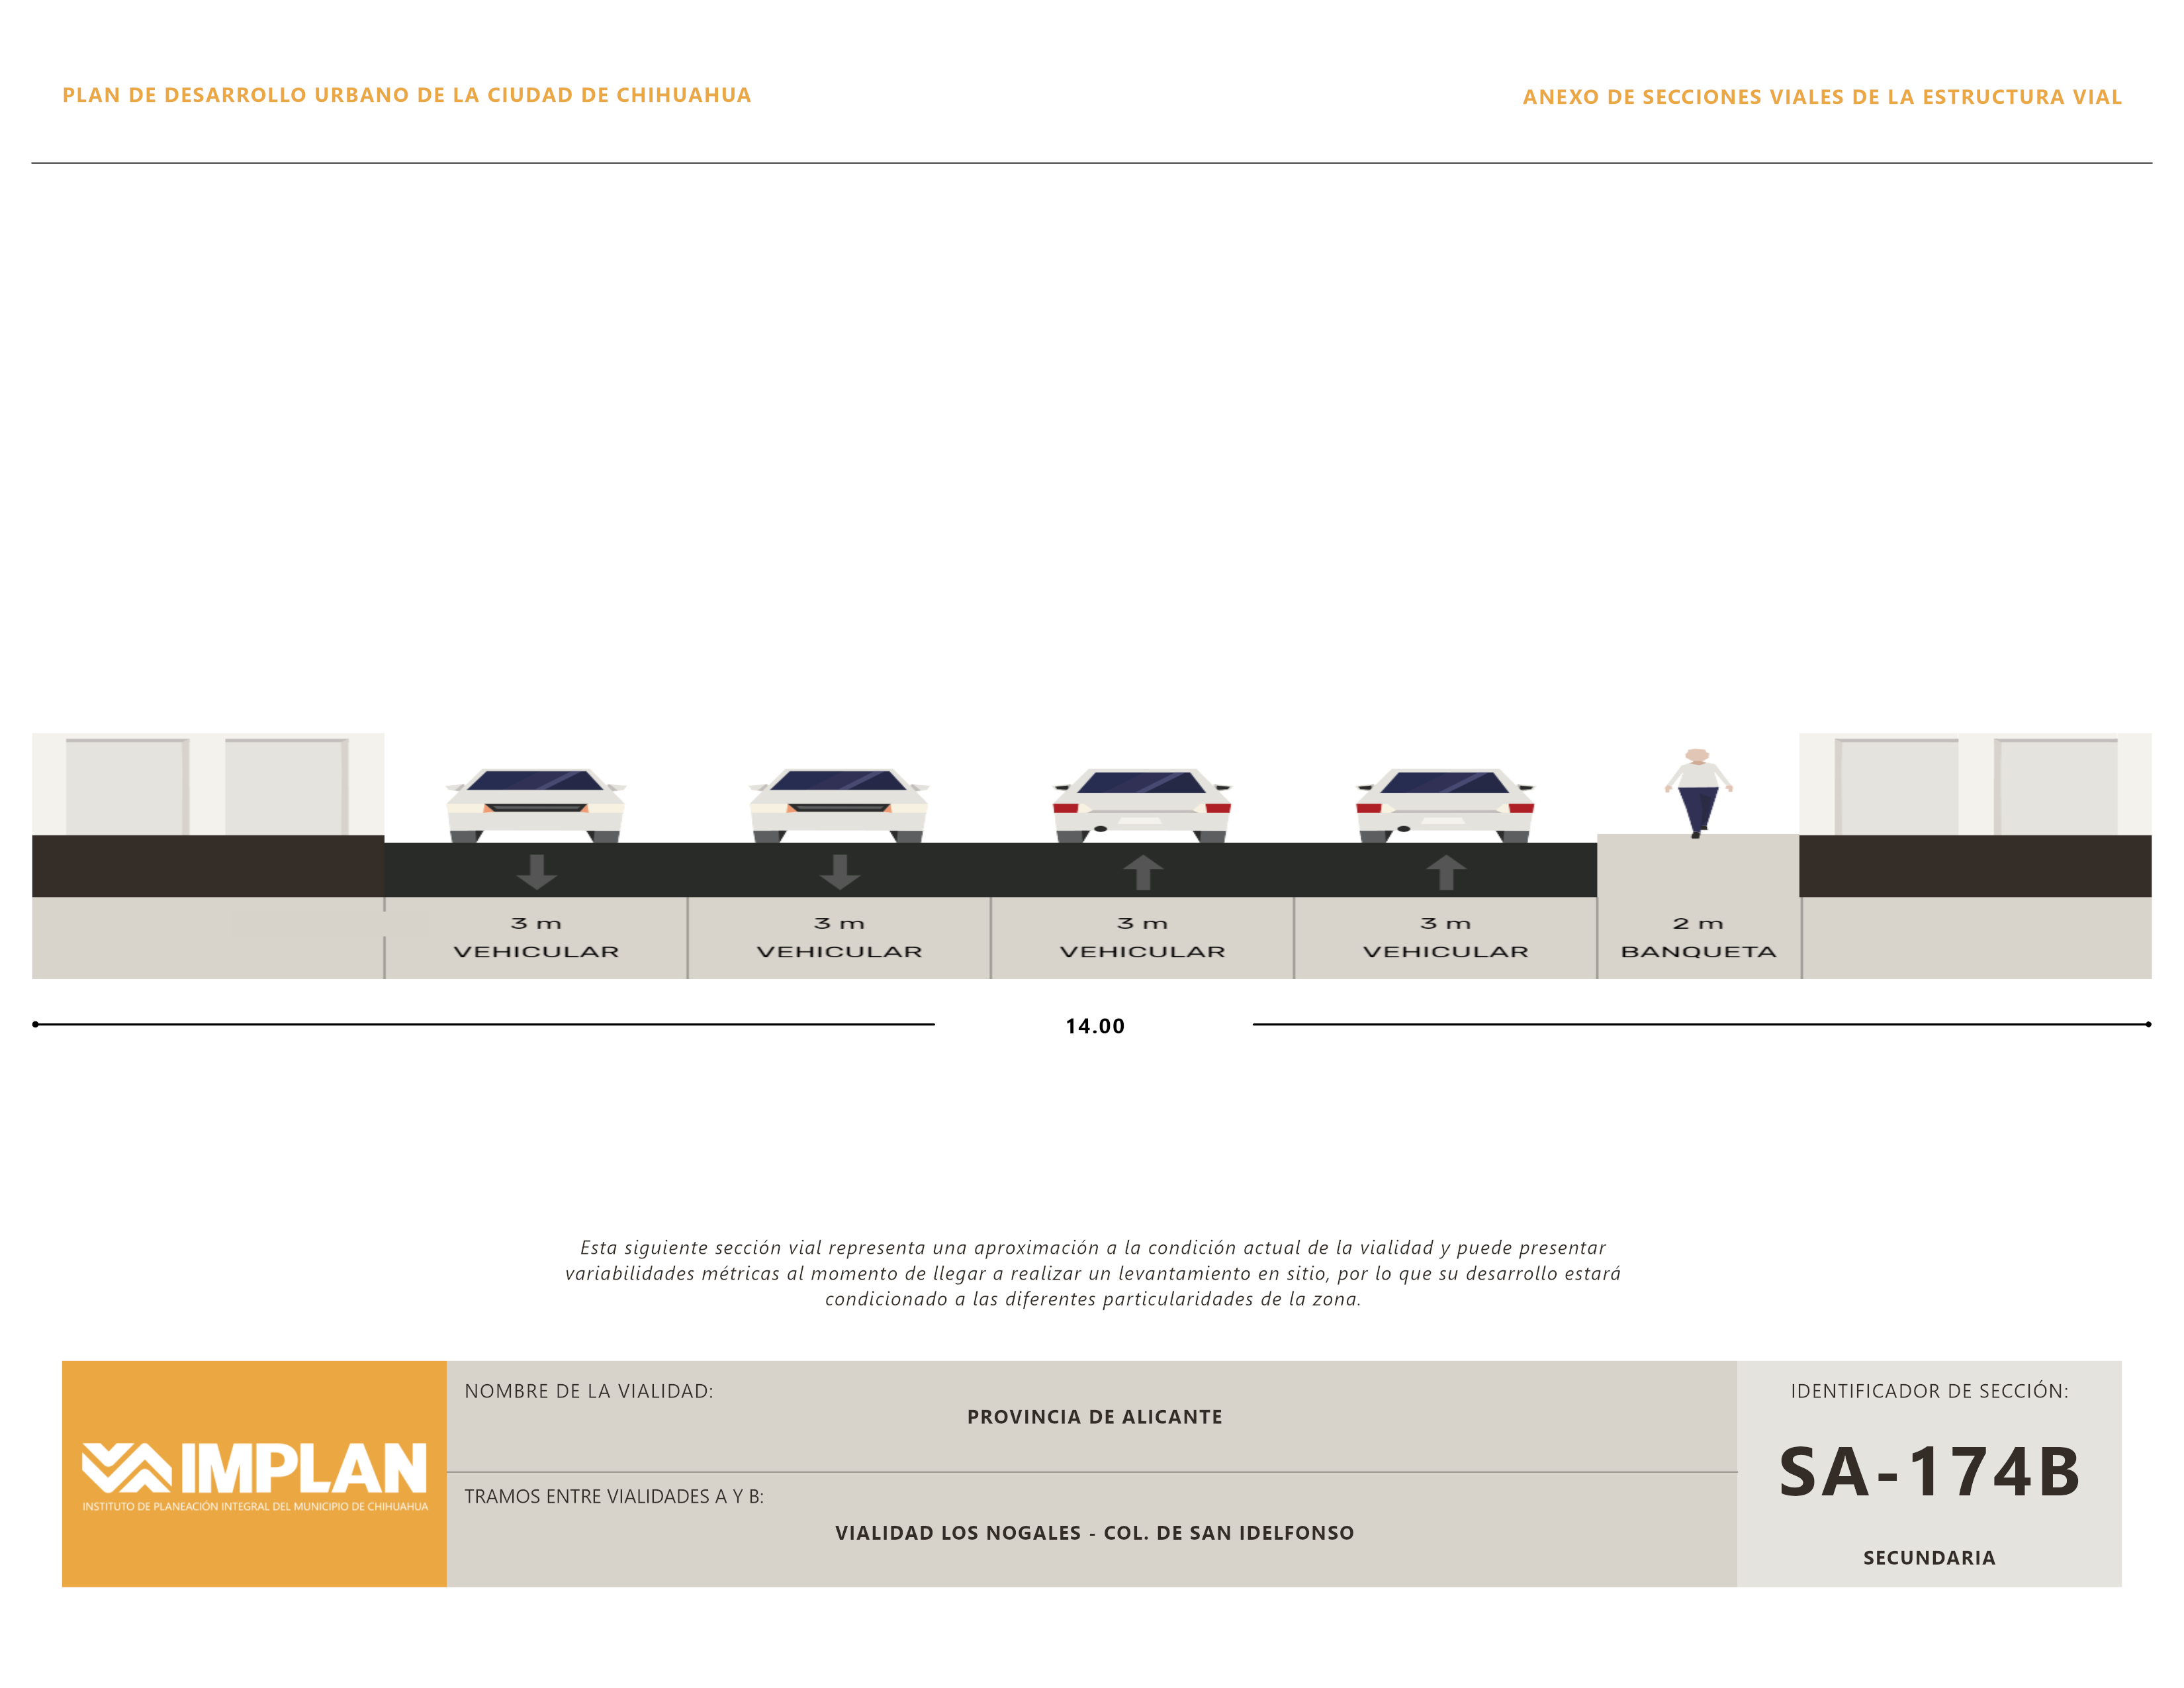 PLAN DE DESARROLLO URBANO DE LA CIUDAD DE CHIHUAHUA
ANEXO DE SECCIONES VIALES DE LA ESTRUCTURA VIAL
3 m
VEHICULAR
3 m
VEHICULAR
3 m
VEHICULAR
3 m
VEHICULAR
2 m
BANQUETA
14.00
Esta siguiente sección vial representa una aproximación a la condición actual de la vialidad y puede presentar
variabilidades métricas al momento de llegar a realizar un levantamiento en sitio, por lo que su desarrollo estará
condicionado a las diferentes particularidades de la zona.
IMPLAN
INSTITUTO DE PLANEACIÓN INTEGRAL DEL MUNICIPIO DE CHIHUAHUA
NOMBRE DE LA VIALIDAD:
PROVINCIA DE ALICANTE
TRAMOS ENTRE VIALIDADES A Y B:
VIALIDAD LOS NOGALES - COL. DE SAN IDELFONSO
IDENTIFICADOR DE SECCIÓN:
SA-174B
SECUNDARIA